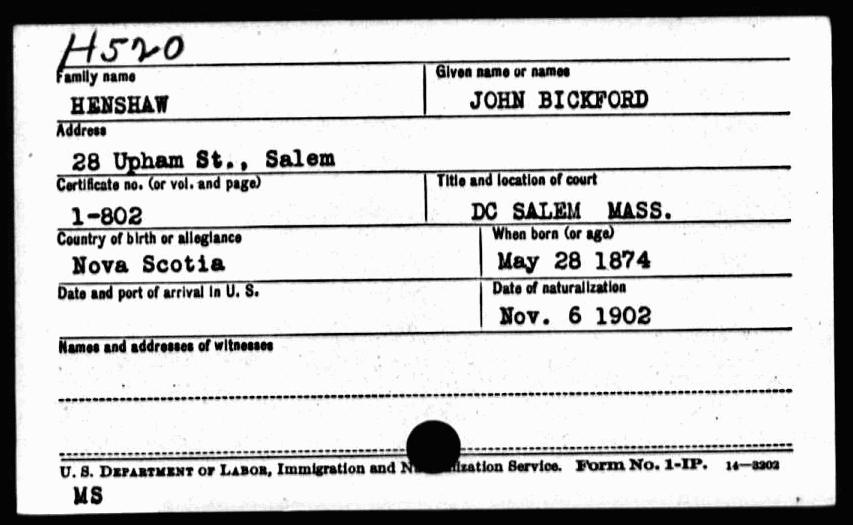 H520
Family name Given name or names
HENSHAW JOHN BICKFORD
Address
28 Upham St., Salem
Certificate no. (or vol. and page) Title and location of court
1-802 DC SALEM MASS.
Country of birth or allegiance When born (or age)
Nova Scotia May 28 1874
Date and port of arrival in U. S. Date of naturalization
Nov. 6 1902
Names and addresses of witnesses
U. S. DEPARTMENT OF LABOR, Immigration and Service. Form No. 1-IP. 14—3202
MS